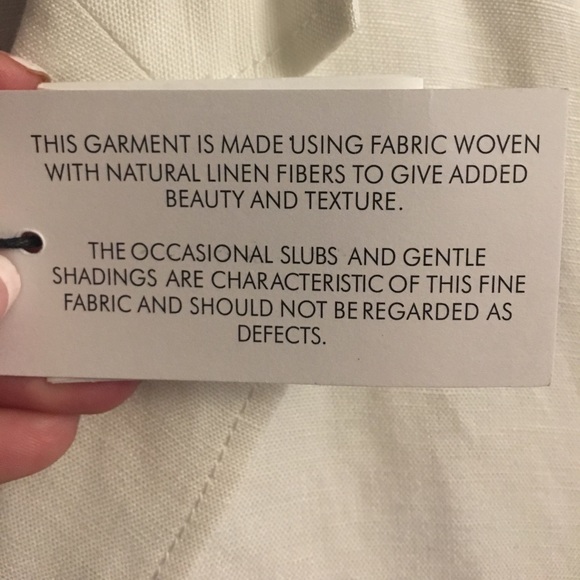 THIS GARMENT IS MADE USING FABRIC WOVEN
WITH NATURAL LINEN FIBERS TO GIVE ADDED
BEAUTY AND TEXTURE.
THE OCCASIONAL SLUBS AND GENTLE
SHADINGS ARE CHARACTERISTIC OF THIS FINE
FABRIC AND SHOULD NOT BE REGARDED AS
DEFECTS.